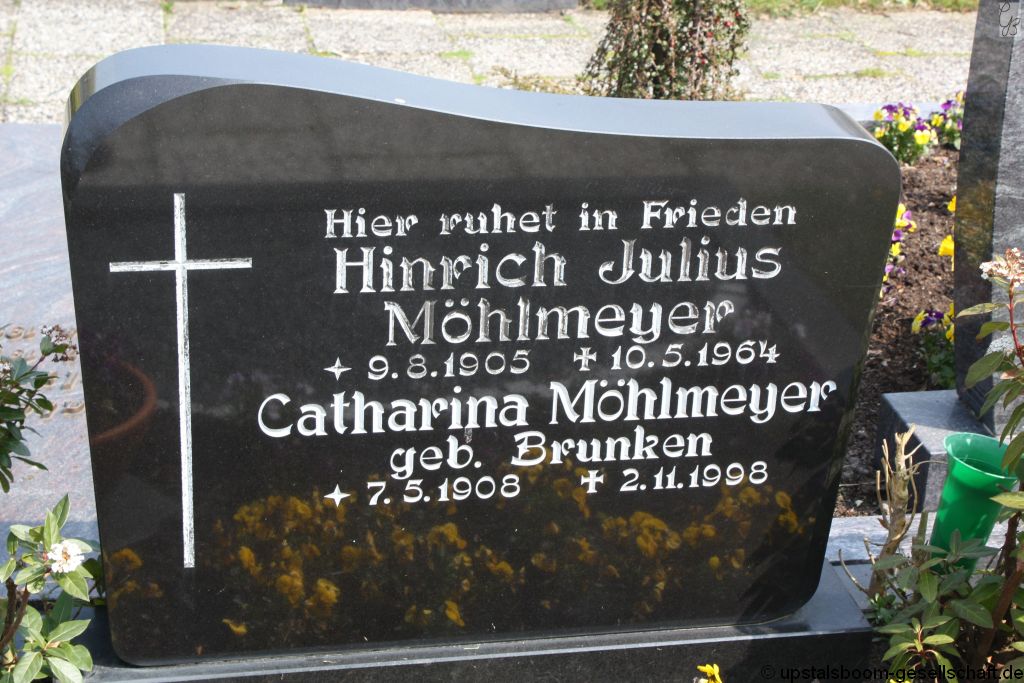 Hier ruhet in Frieden
Hinrich Julius
Möhlmeyer
✦ 9.8.1905 ✝ 10.5.1964
Catharina Möhlmeyer
geb. Brunken
✦ 7.5.1908 ✝ 2.11.1998
© upstalsboom-gesellschaft.de